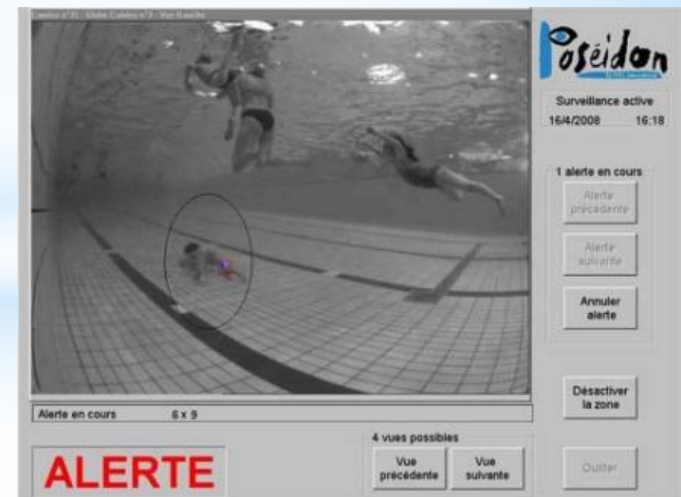 Poséidon
Surveillance active
16/4/2008 16:18
1 alerte en cours
Alerte
précédente
Alerte
suivante
Annuler
alerte
Alerte en cours 6 x 9
Désactiver
la zone
ALERTE
4 vues possibles
Vue
précédente
Vue
suivante
Quitter